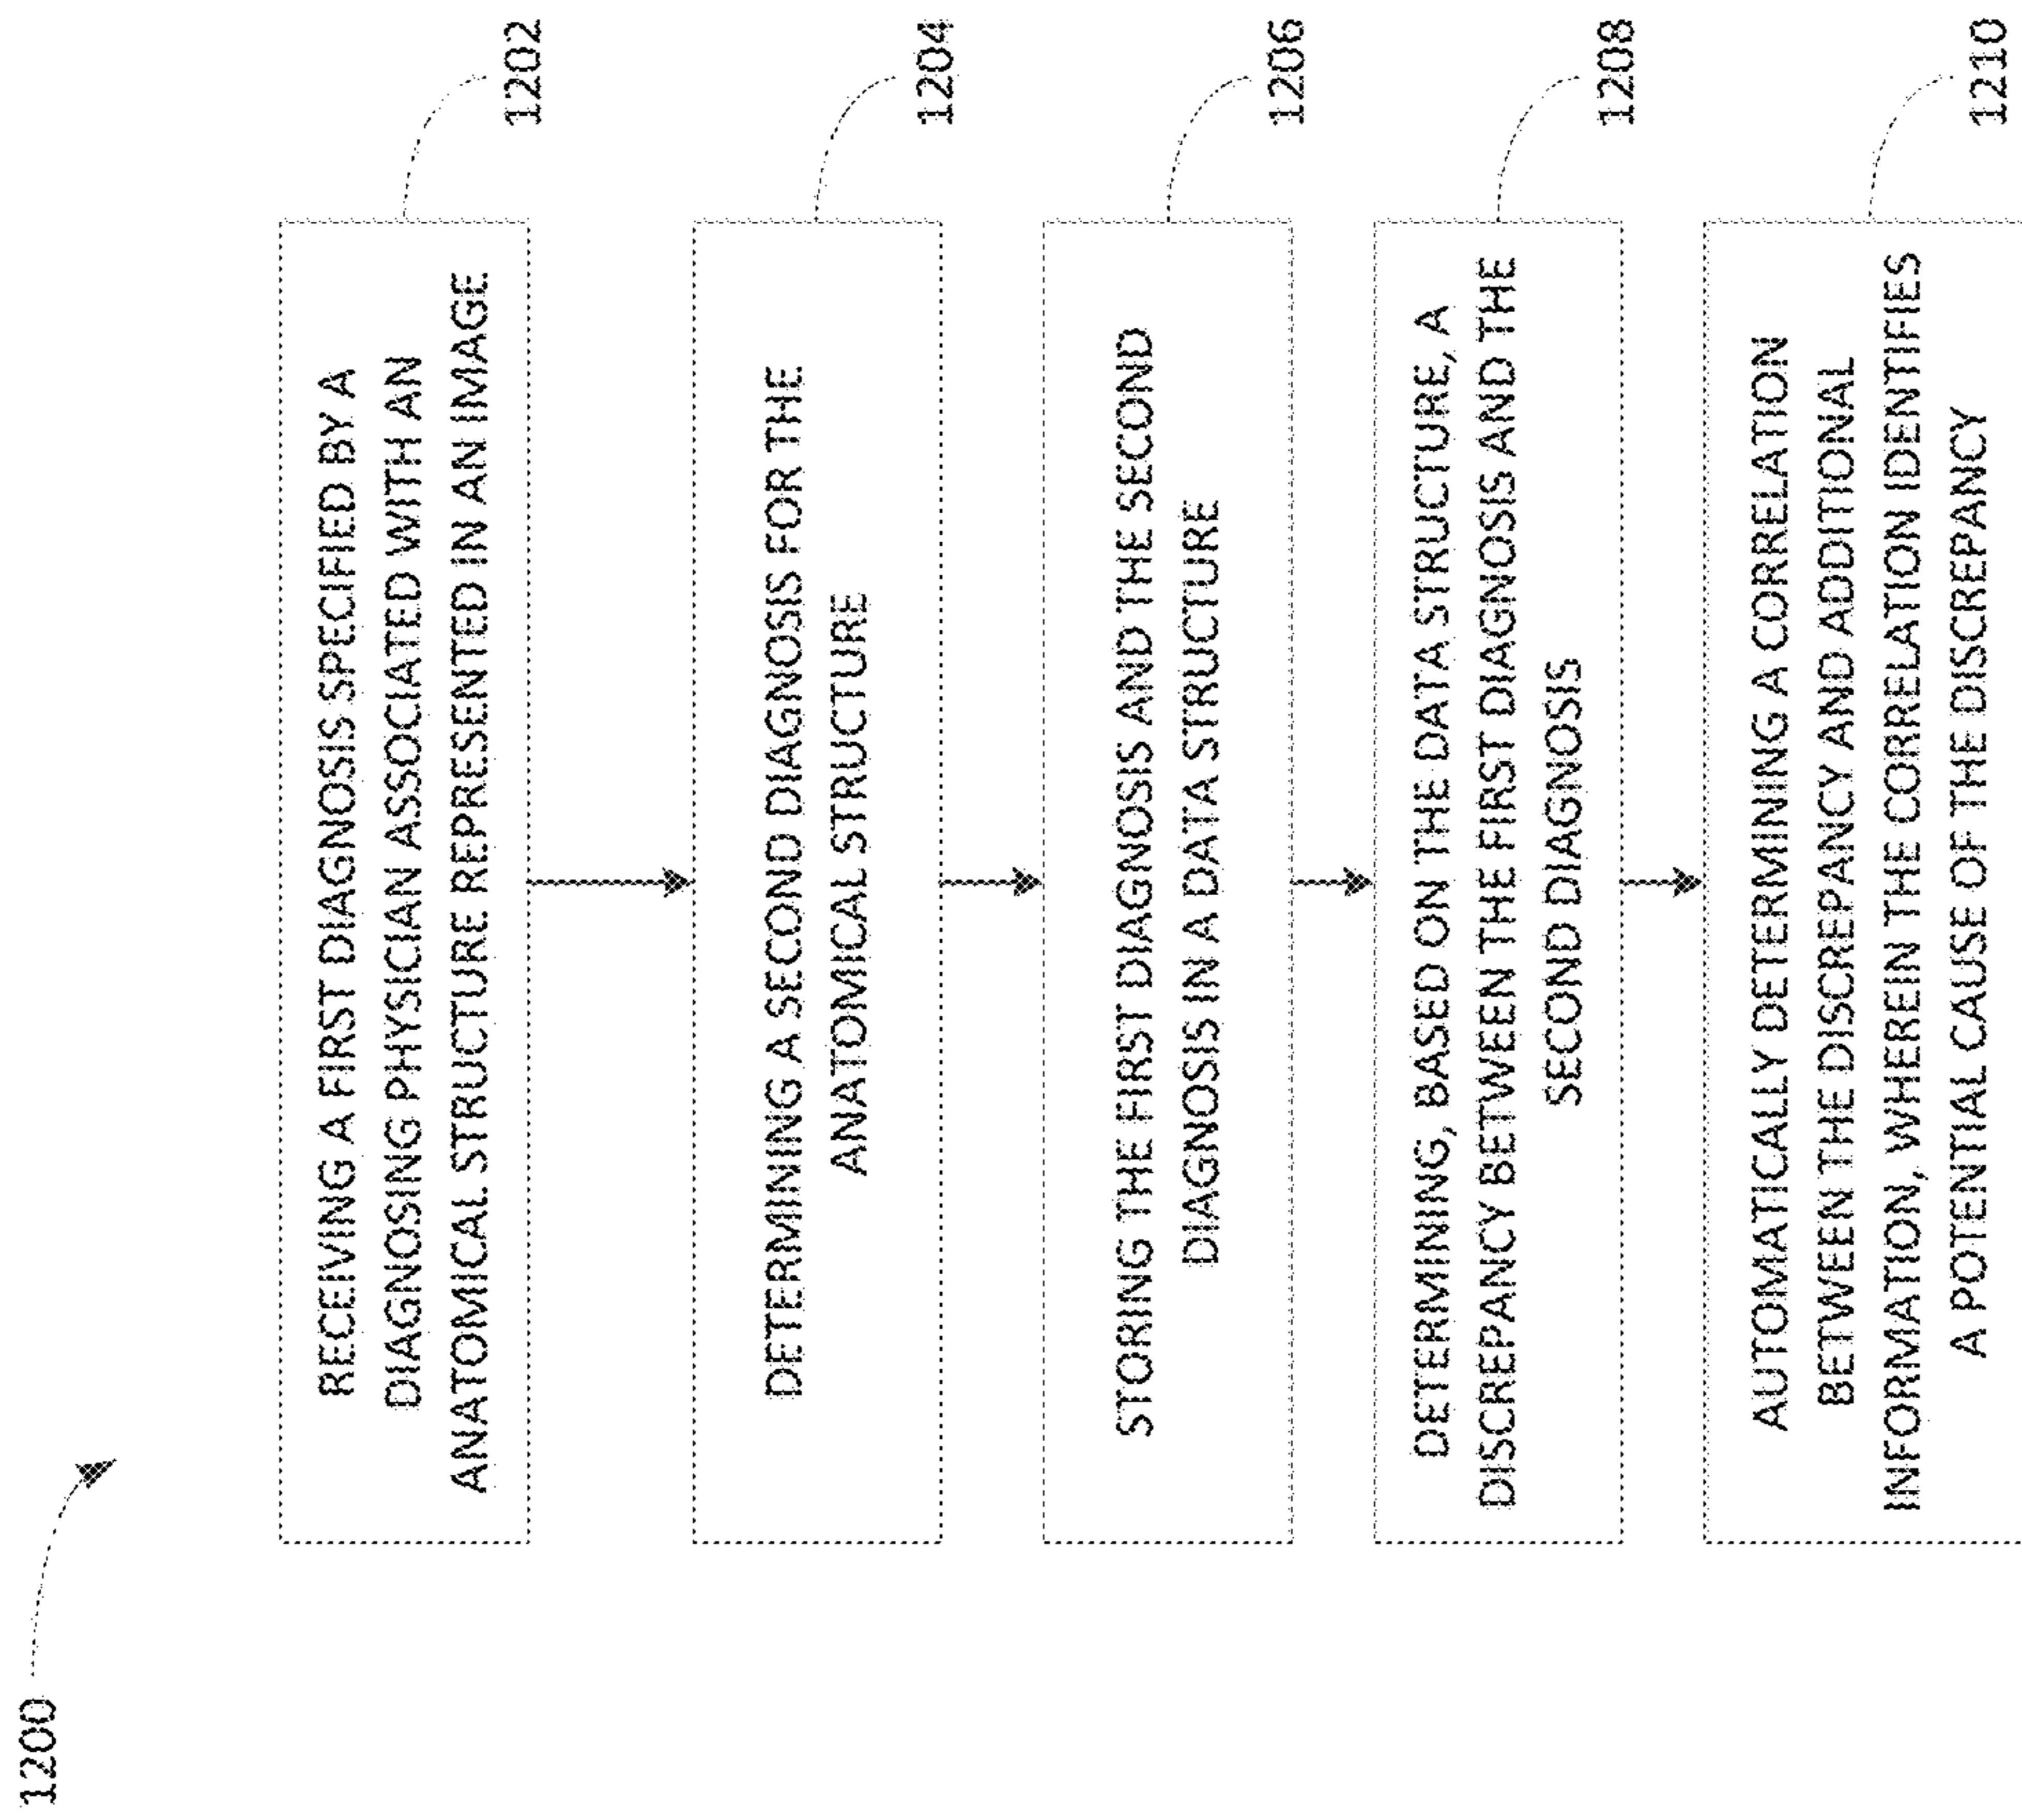 1200
RECEIVING A FIRST DIAGNOSIS SPECIFIED BY A
DIAGNOSING PHYSICIAN ASSOCIATED WITH AN
ANATOMICAL STRUCTURE REPRESENTED IN AN IMAGE
1202
DETERMINING A SECOND DIAGNOSIS FOR THE
ANATOMICAL STRUCTURE
1204
STORING THE FIRST DIAGNOSIS AND THE SECOND
DIAGNOSIS IN A DATA STRUCTURE
1206
DETERMINING, BASED ON THE DATA STRUCTURE, A
DISCREPANCY BETWEEN THE FIRST DIAGNOSIS AND THE
SECOND DIAGNOSIS
1208
AUTOMATICALLY DETERMINING A CORRELATION
BETWEEN THE DISCREPANCY AND ADDITIONAL
INFORMATION, WHEREIN THE CORRELATION IDENTIFIES
A POTENTIAL CAUSE OF THE DISCREPANCY
1210